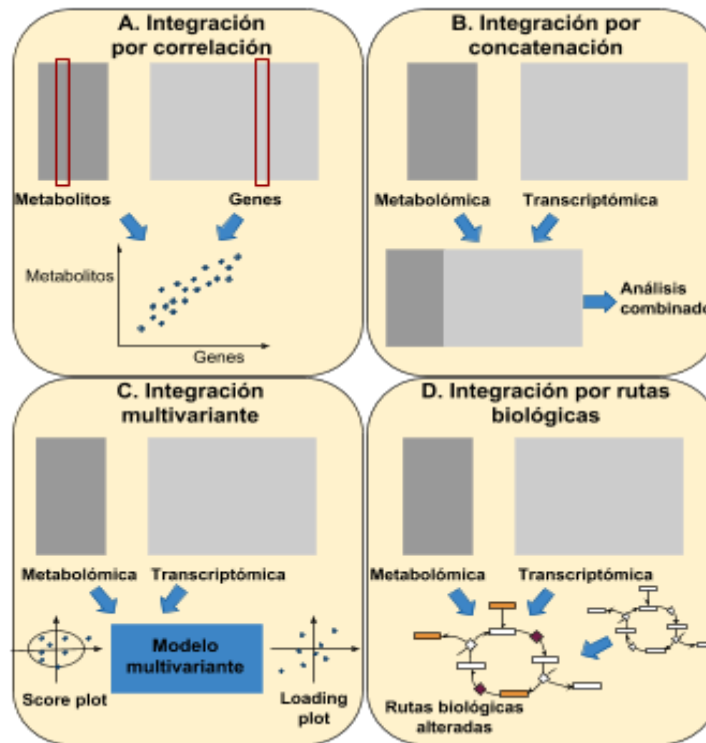 A. Integración
por correlación
Metabolitos
Genes
Metabolitos
Genes
B. Integración por
concatenación
Metabolómica
Transcriptómica
Análisis
combinado
C. Integración
multivariante
Metabolómica
Transcriptómica
Modelo
multivariante
Score plot
Loading
plot
D. Integración por rutas
biológicas
Metabolómica
Transcriptómica
Rutas biológicas
alteradas